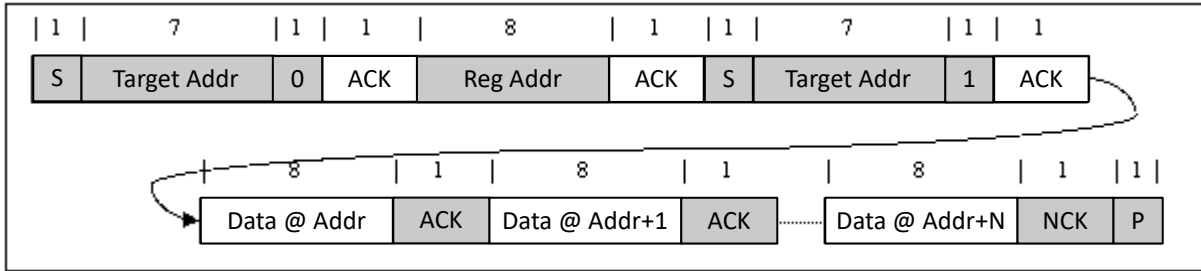 | 1 | 7 | 1 | 1 | 8 | 1 | 1 | 7 | 1 | 1
S Target Addr 0 ACK Reg Addr ACK S Target Addr 1 ACK
| 8 | 1 | 8 | 1 | 8 | 1 | 1 |
Data @ Addr ACK Data @ Addr+1 ACK Data @ Addr+N NCK P